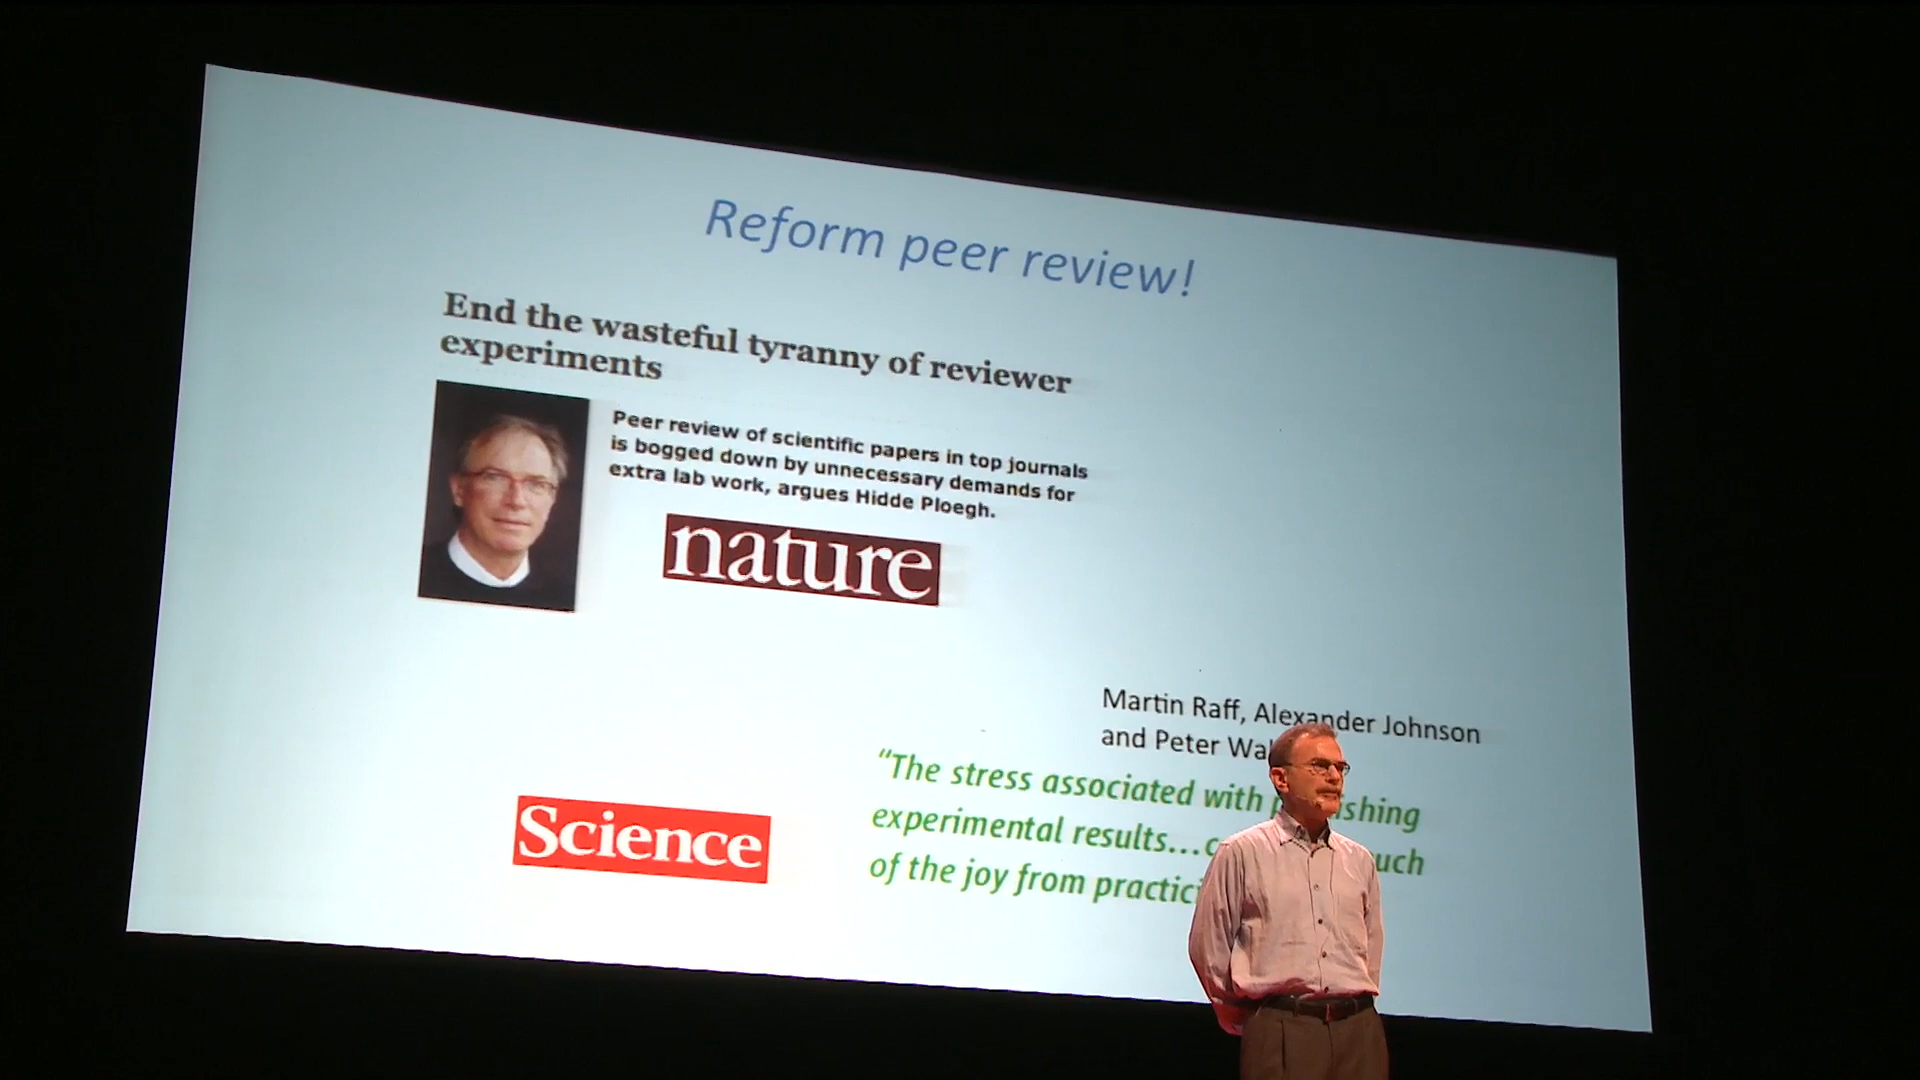 Reform peer review!
End the wasteful tyranny of reviewer
experiments
Peer review of scientific papers in top journals
is bogged down by unnecessary demands for
extra lab work, argues Hidde Ploegh.
nature
Martin Raff, Alexander Johnson
and Peter
Science
“The stress associated with
experimental results...
of the joy from